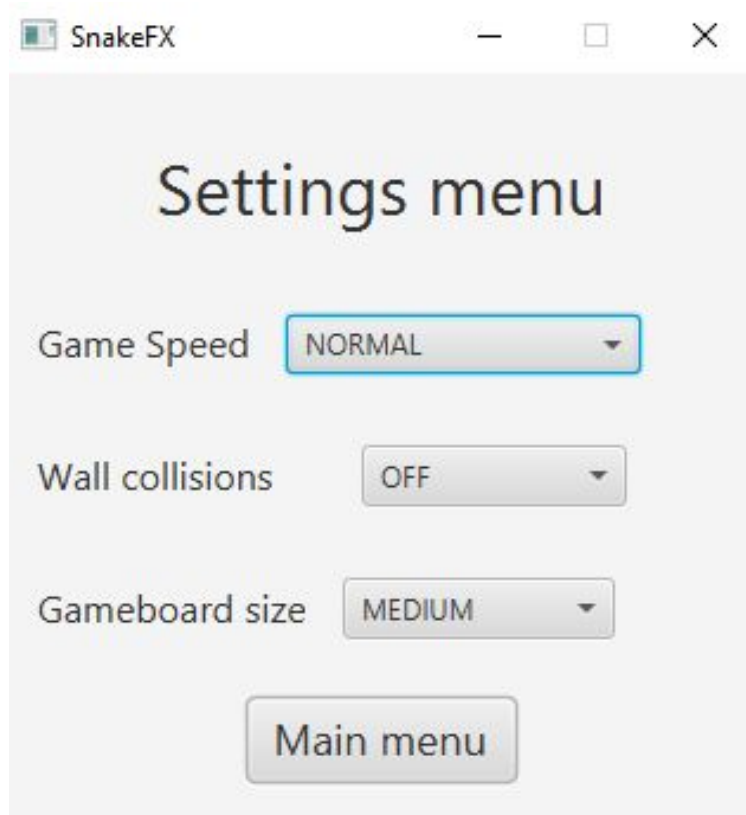 SnakeFX
Settings menu
Game Speed NORMAL
Wall collisions OFF
Gameboard size MEDIUM
Main menu